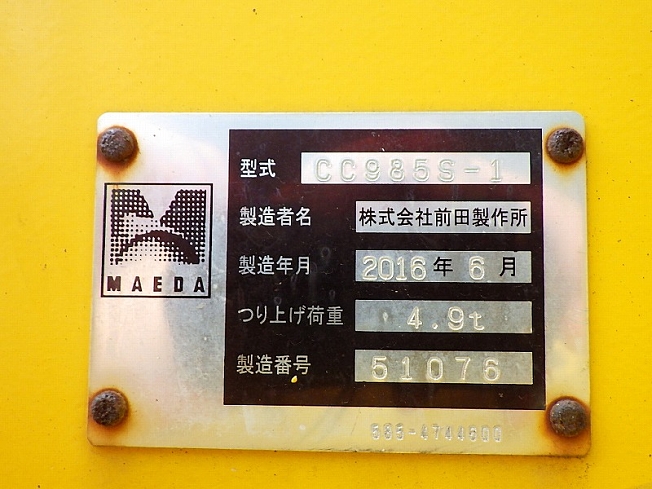 型式 CC985S-1
製造者名 株式会社前田製作所
製造年月 2016年6月
つり上げ荷重 4.9t
製造番号 51076
MAEDA
585-4744600